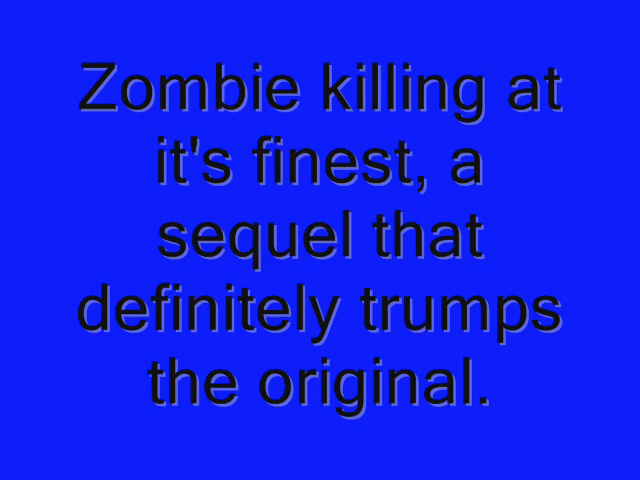 Zombie killing at
it's finest, a
sequel that
definitely trumps
the original.